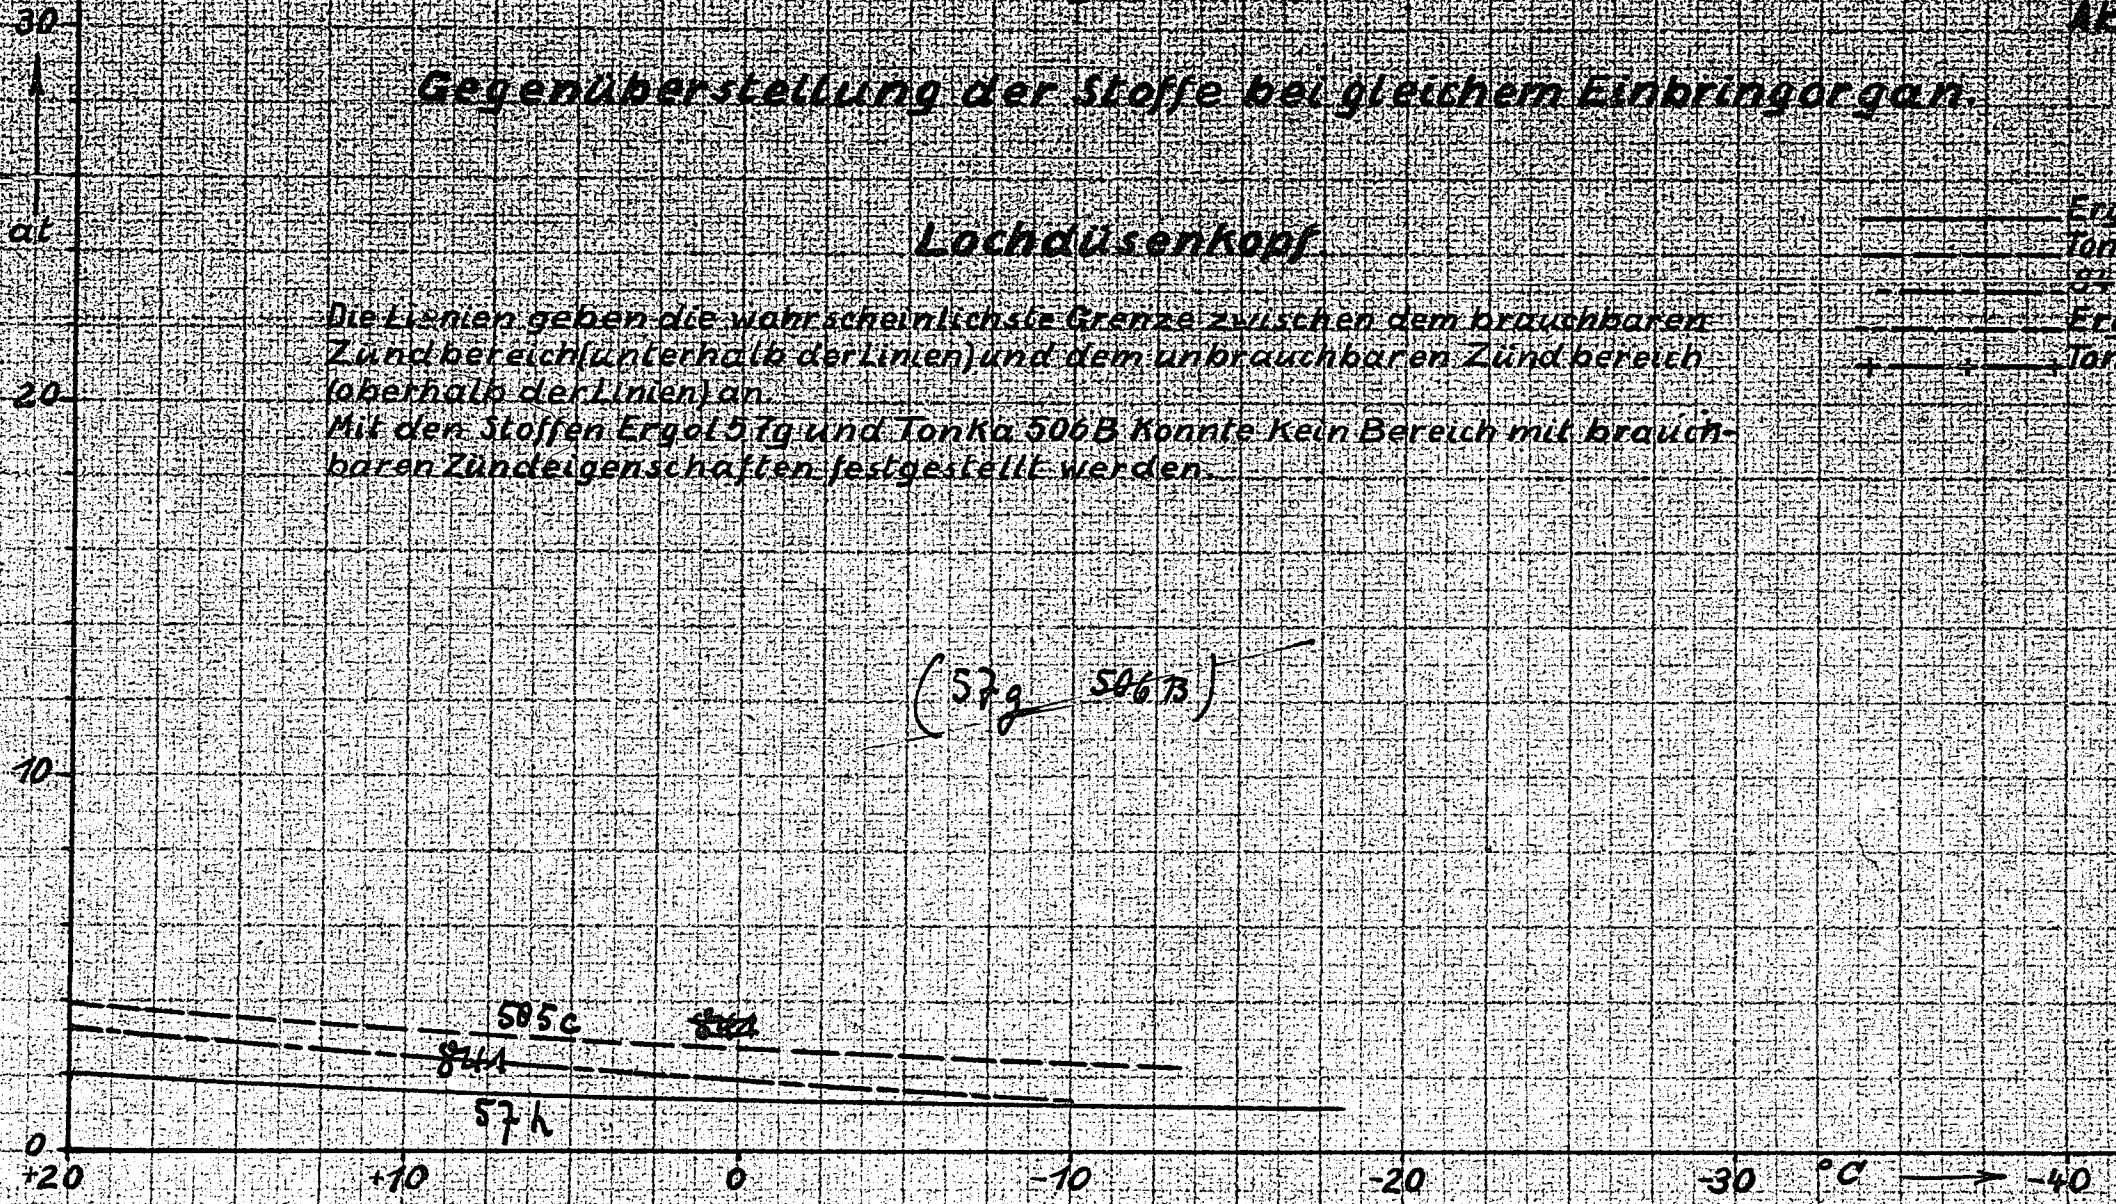 30
Gegenüberstellung der Stoffe bei gleichem Einbringorgan.
at
Lochdüsenkopf.
Die Linien geben die wahrscheinlichste Grenze zwischen dem brauchbaren
Zündbereich (unterhalb der Linien) und dem unbrauchbaren Zündbereich
(oberhalb der Linien) an.
20
Mit den Stoffen Ergol 57g und Tonka 506B konnte kein Bereich mit brauch-
baren Zündeigenschaften festgestellt werden.
(57g 506B)
10
505c
841
57h
0
+20 +10 0 -10 -20 -30 °C -40